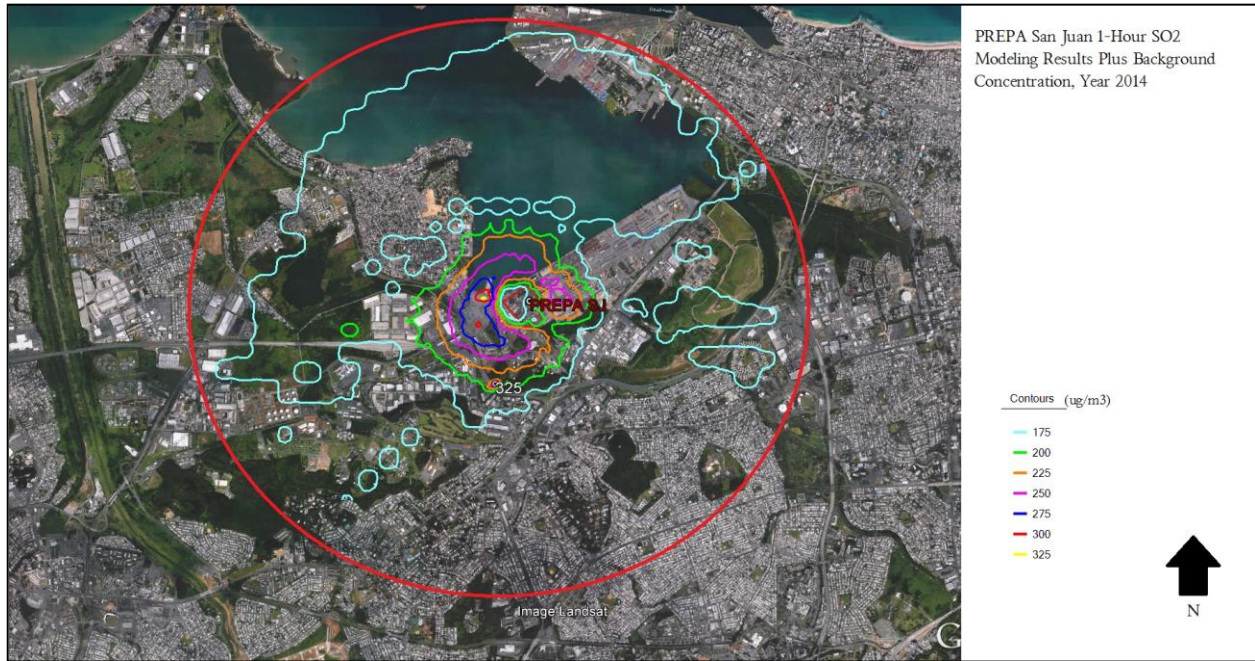 PREPA San Juan 1-Hour SO2
Modeling Results Plus Background
Concentration, Year 2014
PREPA SJ
325
Contours (ug/m3)
175
200
225
250
275
300
325
N
Image Landsat
G